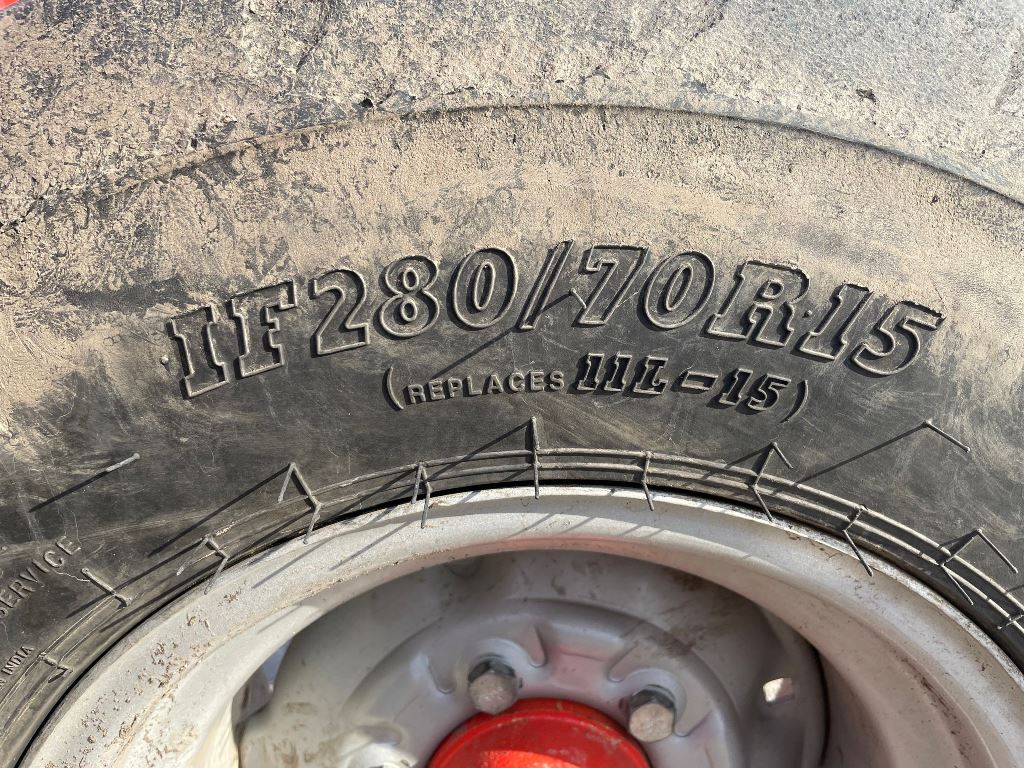 IF280/70R15
(REPLACES 11L-15)
SERVICE
INDIA